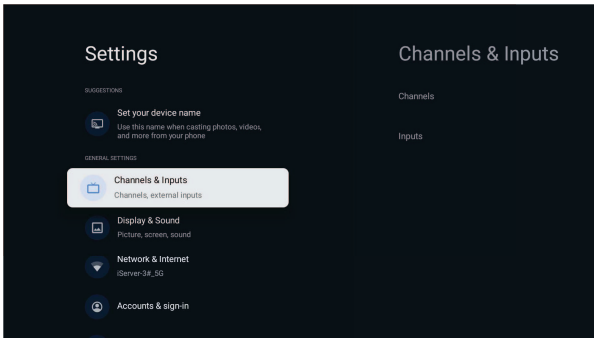 Settings
SUGGESTIONS
Set your device name
Use this name when casting photos, videos,
and more from your phone
GENERAL SETTINGS
Channels & Inputs
Channels, external inputs
Display & Sound
Picture, screen, sound
Network & Internet
iServer-3#_5G
Accounts & sign-in
Channels & Inputs
Channels
Inputs